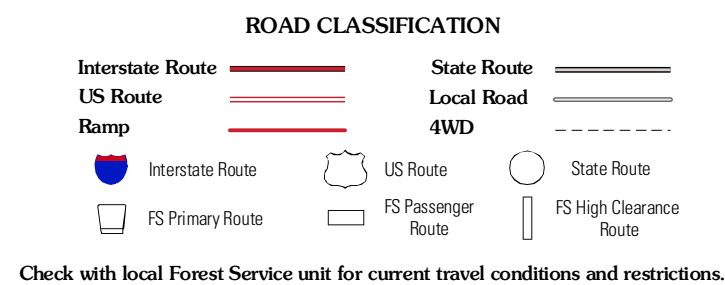 ROAD CLASSIFICATION
Interstate Route
State Route
US Route
Local Road
Ramp
4WD
Interstate Route
US Route
State Route
FS Primary Route
FS Passenger
Route
FS High Clearance
Route
Check with local Forest Service unit for current travel conditions and restrictions.